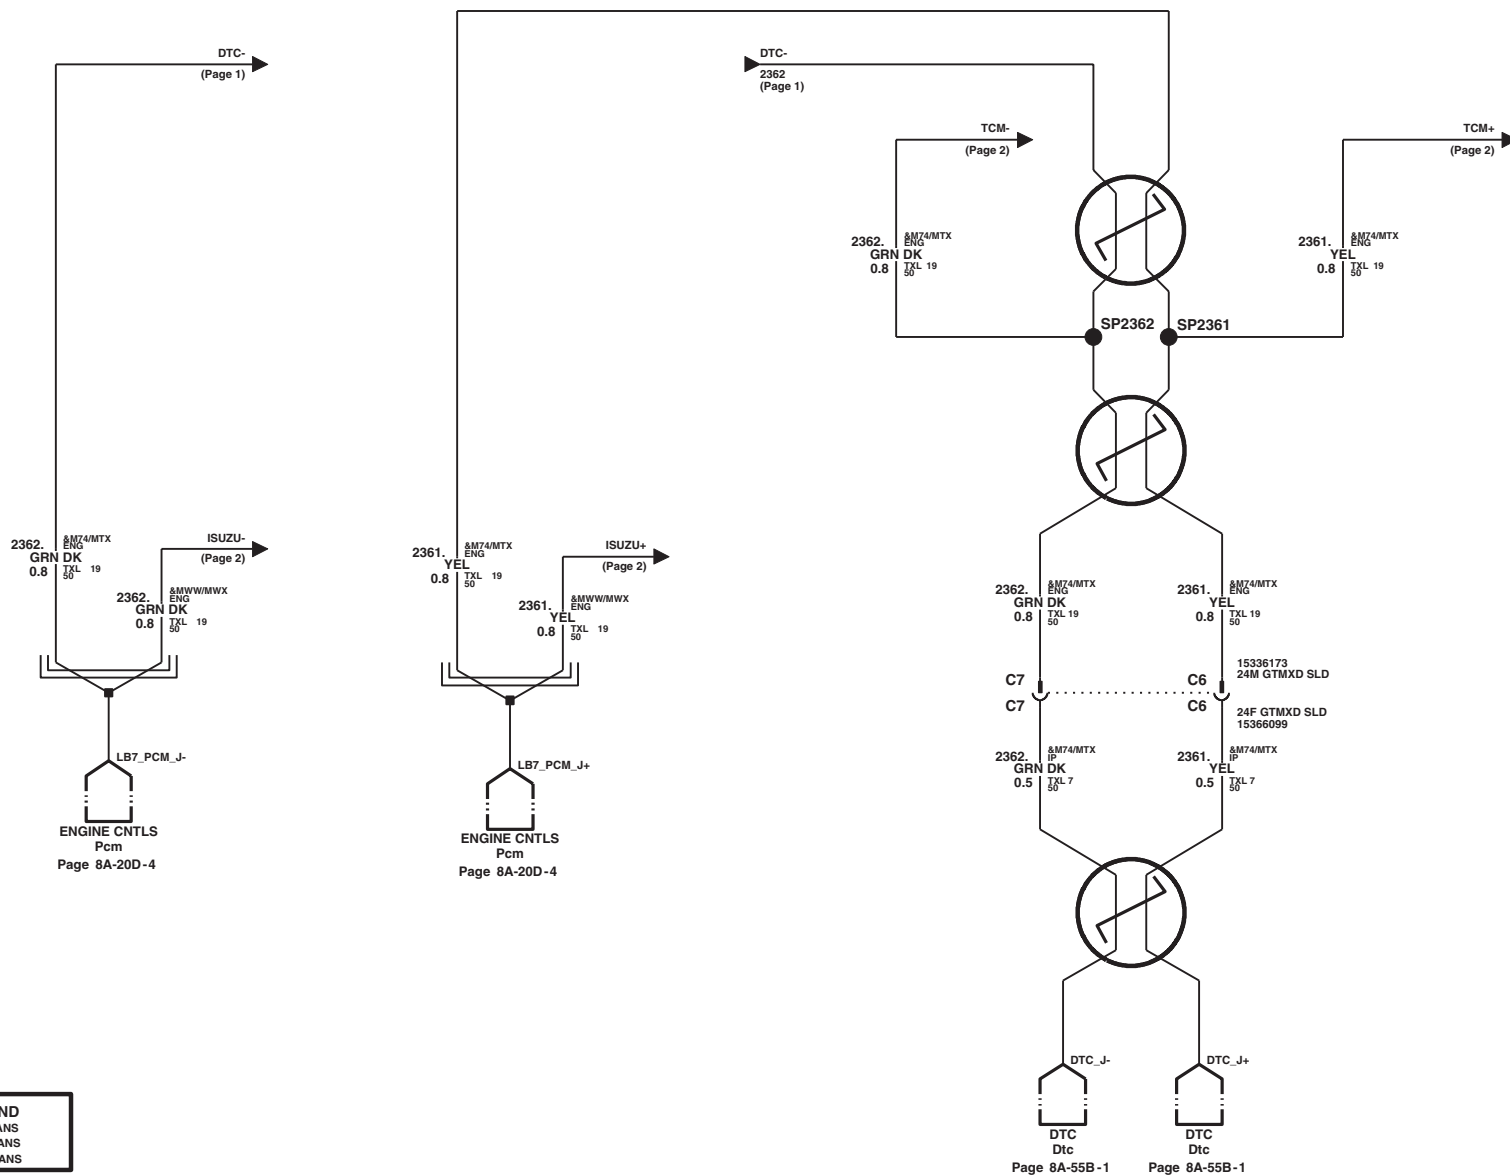 DTC-
(Page 1)
DTC-
2362
(Page 1)
TCM-
(Page 2)
TCM+
(Page 2)
2362.
GRN DK
0.8
&M74/MTX
ENG
TXL 19
50
2361.
YEL
0.8
&M74/MTX
ENG
TXL 19
50
SP2362
SP2361
2362.
GRN DK
0.8
&M74/MTX
ENG
TXL 19
50
ISUZU-
(Page 2)
2362.
GRN DK
0.8
&MWW/MWX
ENG
TXL 19
50
2361.
YEL
0.8
&M74/MTX
ENG
TXL 19
50
ISUZU+
(Page 2)
2361.
YEL
0.8
&MWW/MWX
ENG
TXL 19
50
2362.
GRN DK
0.8
&M74/MTX
ENG
TXL 19
50
2361.
YEL
0.8
&M74/MTX
ENG
TXL 19
50
C7
C6
15336173
24M GTMXD SLD
C7
C6
24F GTMXD SLD
15366099
2362.
GRN DK
0.5
&M74/MTX
IP
TXL 7
50
2361.
YEL
0.5
&M74/MTX
IP
TXL 7
50
LB7_PCM_J-
ENGINE CNTLS
Pcm
Page 8A-20D-4
LB7_PCM_J+
ENGINE CNTLS
Pcm
Page 8A-20D-4
DTC_J-
DTC
Dtc
Page 8A-55B-1
DTC_J+
DTC
Dtc
Page 8A-55B-1
ND
ANS
ANS
ANS